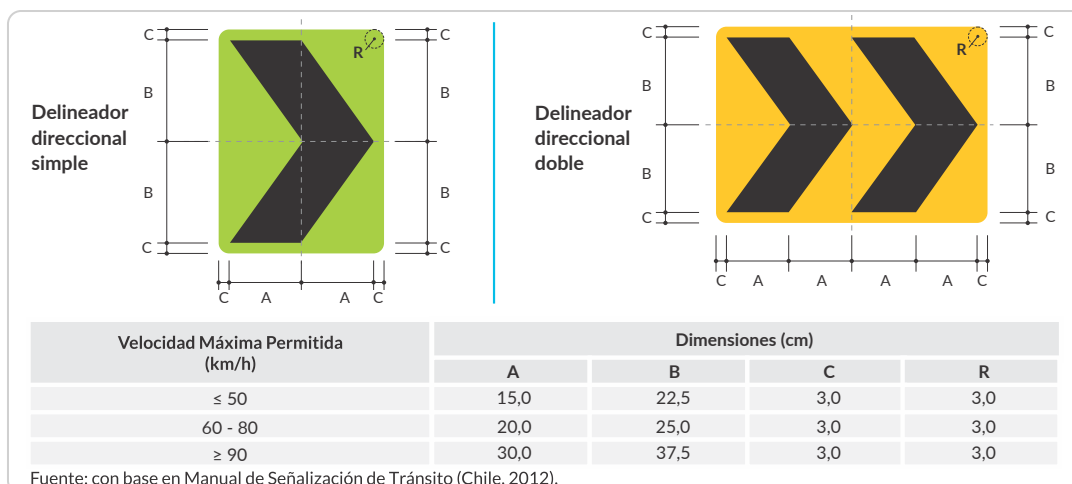 Delineador
direccional
simple
C
B
B
C
C
B
B
C
R
C A A C
Delineador
direccional
doble
C
B
B
C
C
B
B
C
R
C A A A A C
Velocidad Máxima Permitida
(km/h)
Dimensiones (cm)
A B C R
≤ 50 15,0 22,5 3,0 3,0
60 - 80 20,0 25,0 3,0 3,0
≥ 90 30,0 37,5 3,0 3,0
Fuente: con base en Manual de Señalización de Tránsito (Chile, 2012).